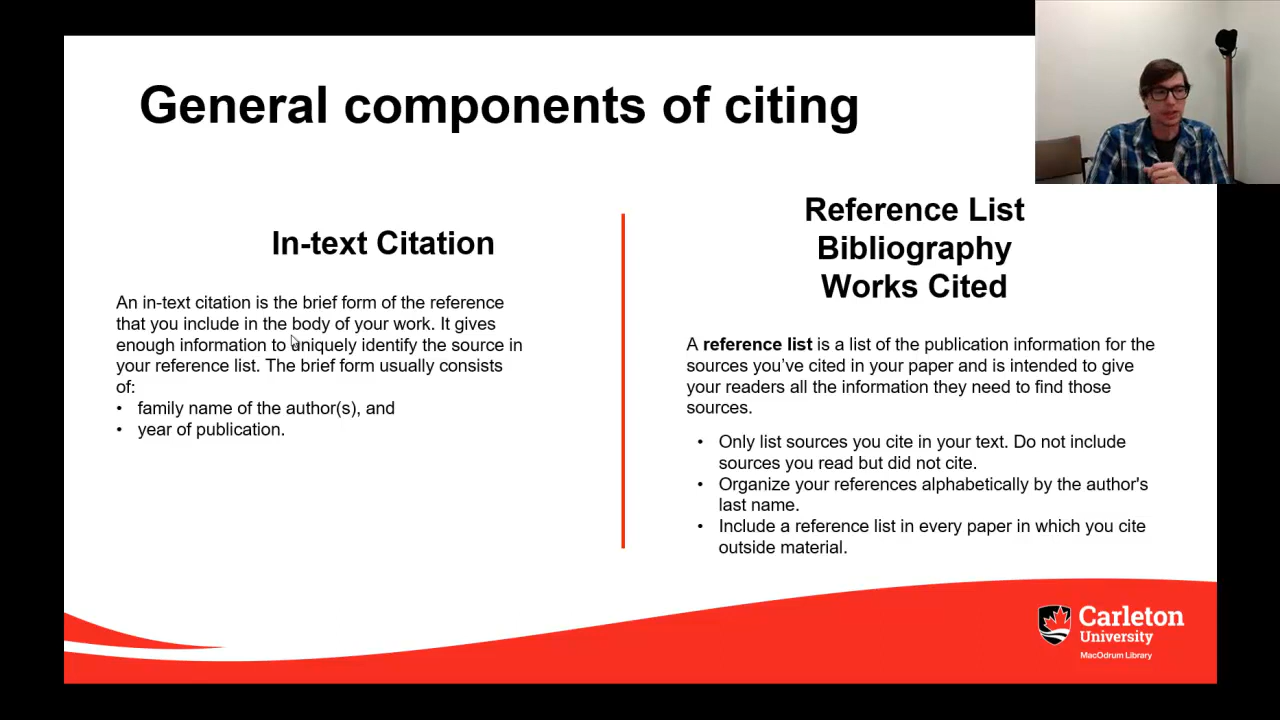 General components of citing
In-text Citation
An in-text citation is the brief form of the reference
that you include in the body of your work. It gives
enough information to uniquely identify the source in
your reference list. The brief form usually consists
of:
• family name of the author(s), and
• year of publication.
Reference List
Bibliography
Works Cited
A reference list is a list of the publication information for the
sources you’ve cited in your paper and is intended to give
your readers all the information they need to find those
sources.
• Only list sources you cite in your text. Do not include
sources you read but did not cite.
• Organize your references alphabetically by the author's
last name.
• Include a reference list in every paper in which you cite
outside material.
Carleton
University
MacOdrum Library